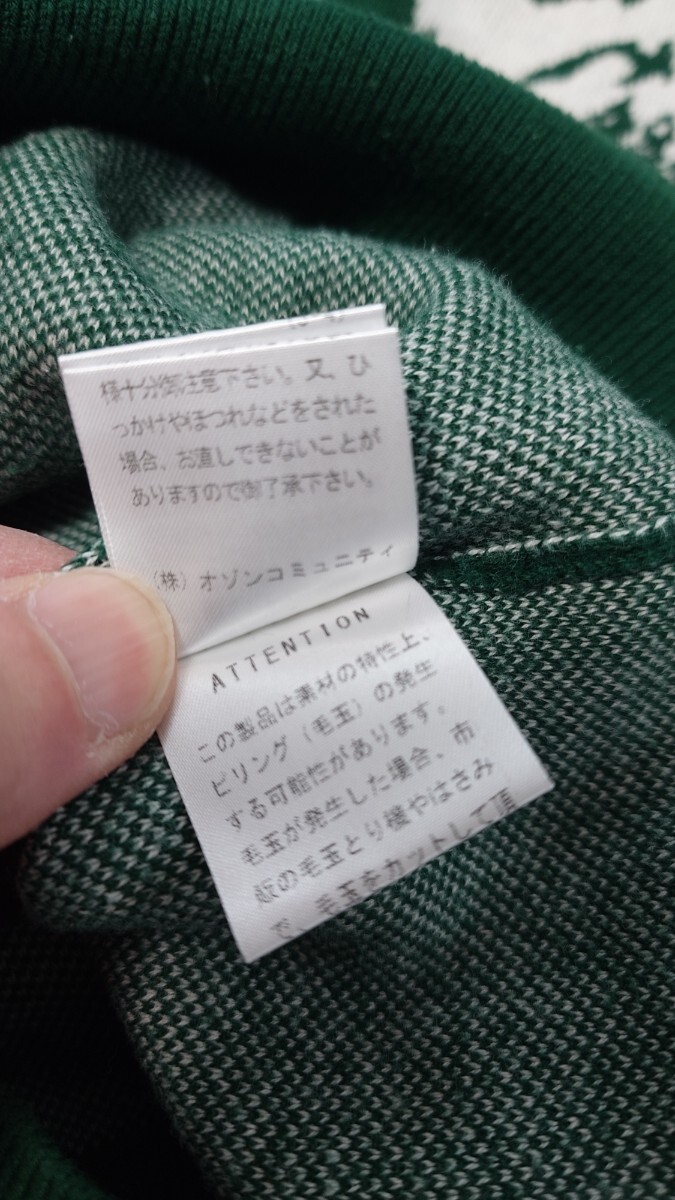 様十分御注意下さい。又、ひ
っかけやほつれなどをされた
場合、お直しできないことが
ありますので御了承下さい。
(株) オゾンコミュニティ
ATTENTION
この製品は素材の特性上、
ピリング (毛玉) の発生
する可能性があります。
毛玉が発生した場合、市
販の毛玉とり機やはさみ
で、毛玉をカットして頂